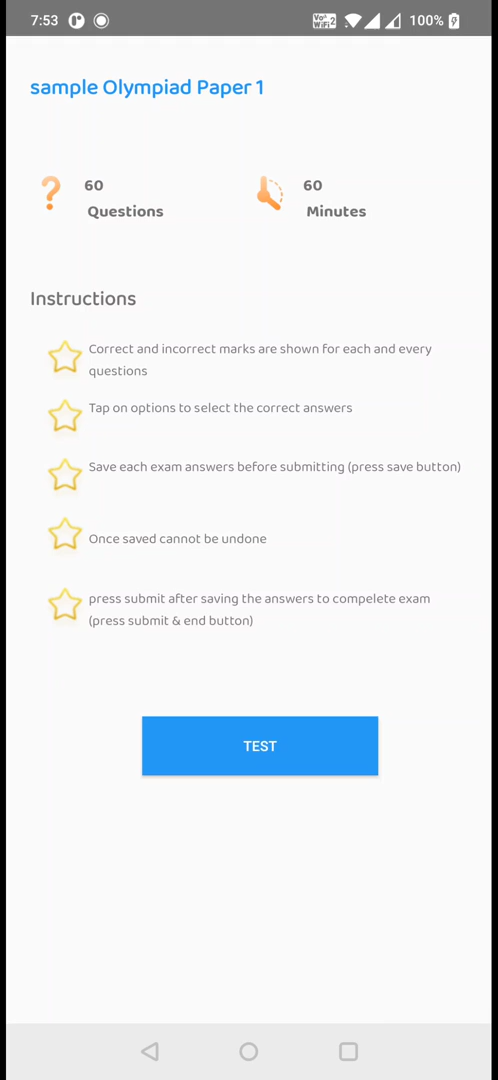 7:53
Vo
WiFi 2
100%
sample Olympiad Paper 1
60
Questions
60
Minutes
Instructions
Correct and incorrect marks are shown for each and every
questions
Tap on options to select the correct answers
Save each exam answers before submitting (press save button)
Once saved cannot be undone
press submit after saving the answers to compelete exam
(press submit & end button)
TEST